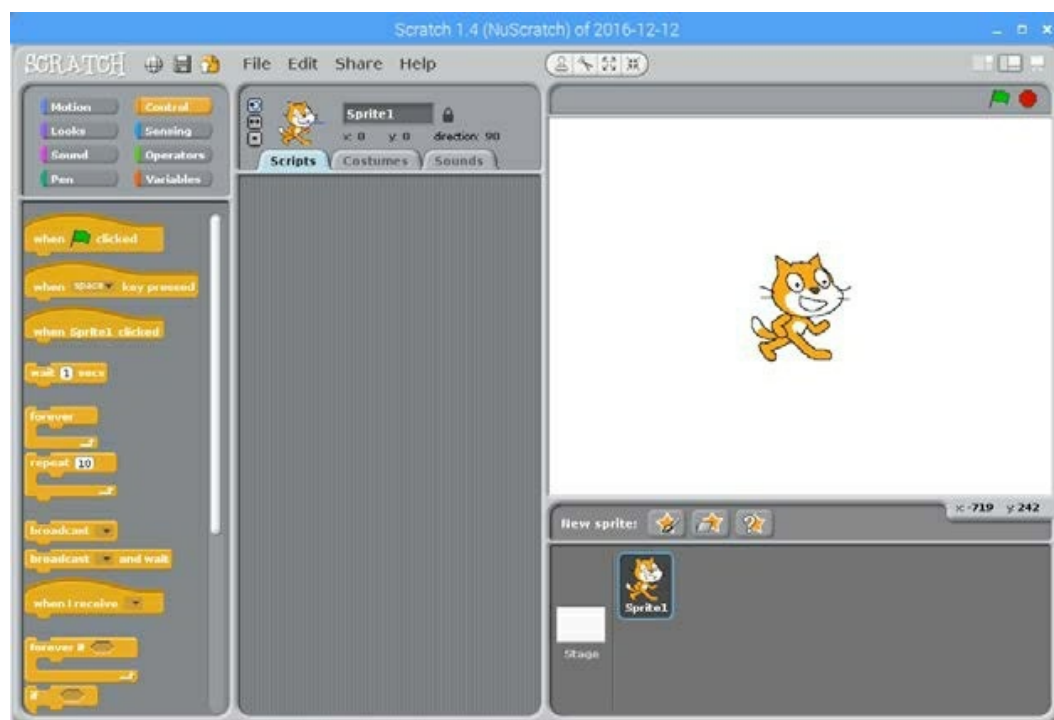 Scratch 1.4 (NuScratch) of 2016-12-12
SCRATCH File Edit Share Help
Motion Control
Looks Sensing
Sound Operators
Pen Variables
Sprite1
x: 0 y: 0 direction: 90
Scripts Costumes Sounds
when clicked
when space key pressed
when Sprite1 clicked
wait 1 secs
forever
repeat 10
broadcast
broadcast and wait
when I receive
forever if
if
x: -719 y: 242
New sprite:
Sprite1
Stage